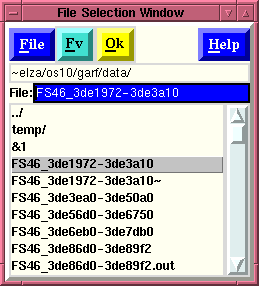 File Selection Window
File Fv Ok Help
~elza/os10/garf/data/
File: FS46_3de1972-3de3a10
../
temp/
&1
FS46_3de1972-3de3a10
FS46_3de1972-3de3a10~
FS46_3de3ea0-3de50a0
FS46_3de56d0-3de6750
FS46_3de6eb0-3de7db0
FS46_3de86d0-3de89f2
FS46_3de86d0-3de89f2.out